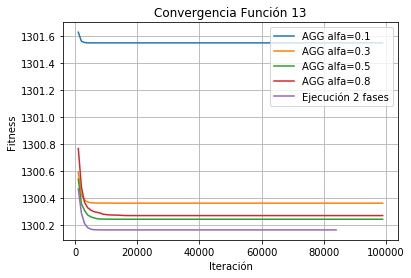 Convergencia Función 13
1301.6
1301.4
1301.2
1301.0
1300.8
1300.6
1300.4
1300.2
Fitness
AGG alfa=0.1
AGG alfa=0.3
AGG alfa=0.5
AGG alfa=0.8
Ejecución 2 fases
0 20000 40000 60000 80000 100000
Iteración